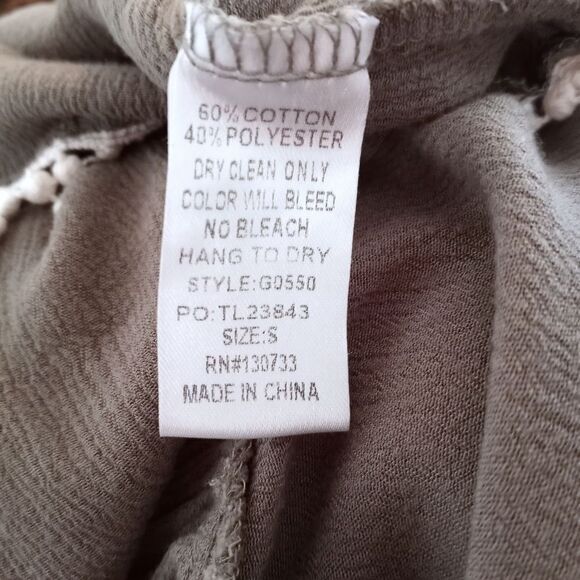 60% COTTON
40% POLYESTER
DRY CLEAN ONLY
COLOR WILL BLEED
NO BLEACH
HANG TO DRY
STYLE:G0550
PO:TL23843
SIZE:S
RN#130733
MADE IN CHINA